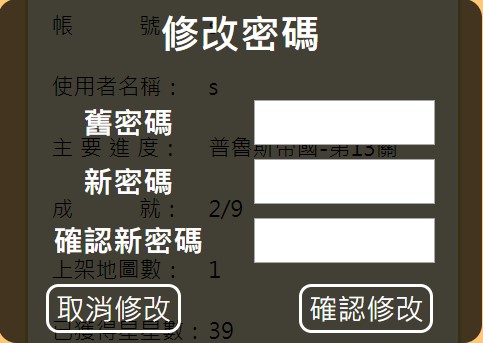 帳 號
修改密碼
使用者名稱： s
舊密碼
主要進度： 普魯斯帝國-第13關
新密碼
成 就： 2/9
確認新密碼
上架地圖數： 1
取消修改 確認修改
已獲得星星數：39